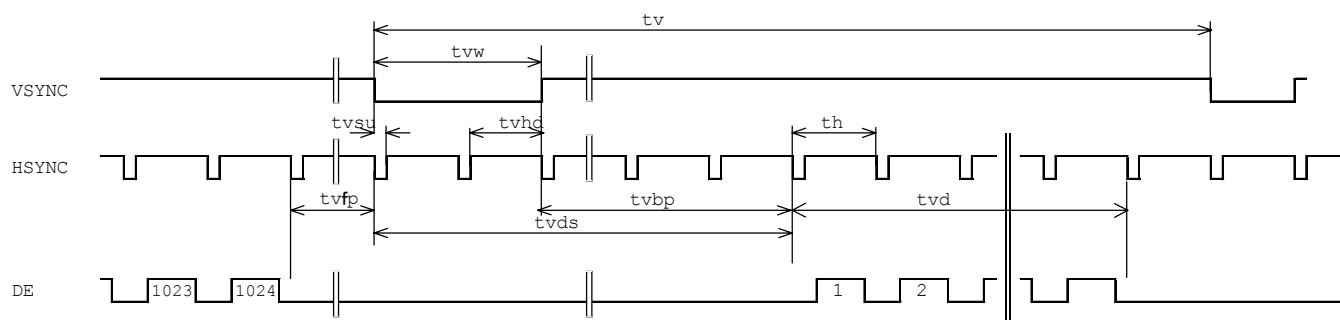 tv
tvw
VSYNC
tvsu tvhd th
HSYNC
tvfp tvbp tvd
tvds
DE 1023 1024 1 2